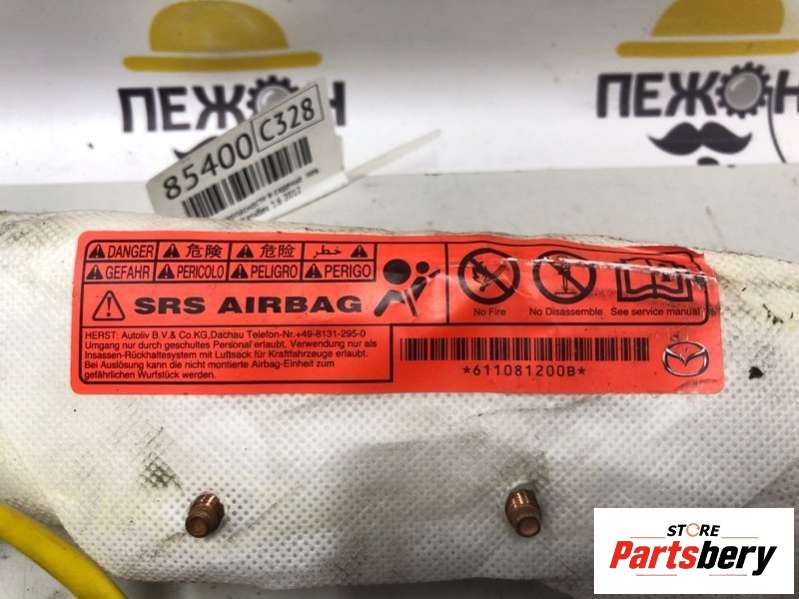 ПЕЖОН
ПЕЖОН
85400 C328
DANGER 危険 危险 خطر
GEFAHR PERICOLO PELIGRO PERIGO
SRS AIRBAG
No Fire No Disassemble See service manual
HERST: Autoliv B.V.& Co.KG,Dachau Telefon-Nr.+49-8131-295-0
Umgang nur durch geschultes Personal erlaubt. Verwendung nur als
Insassen-Rückhaltesystem mit Luftsäck für Kraftfahrzeuge erlaubt.
Bei Auslösung kann die nicht montierte Airbag-Einheit zum
gefährlichen Wurfstück werden.
*611081200B*
STORE
Partsbery